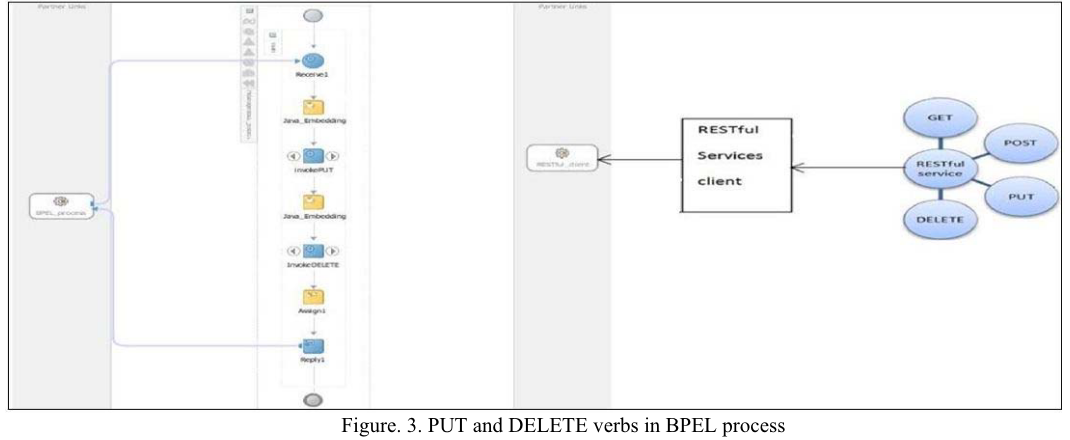 Partner Links
Receive1
Java_Embedding
InvokePUT
BPEL_process
Java_Embedding
InvokeDELETE
Assign1
Reply1
Partner Links
RESTful_client
RESTful
Services
client
GET
POST
RESTful
service
PUT
DELETE
Figure. 3. PUT and DELETE verbs in BPEL process